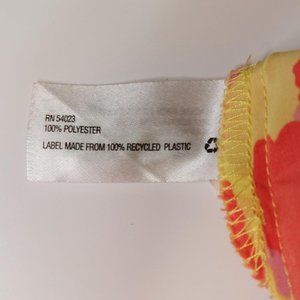 RN 54023
100% POLYESTER
LABEL MADE FROM 100% RECYCLED PLASTIC